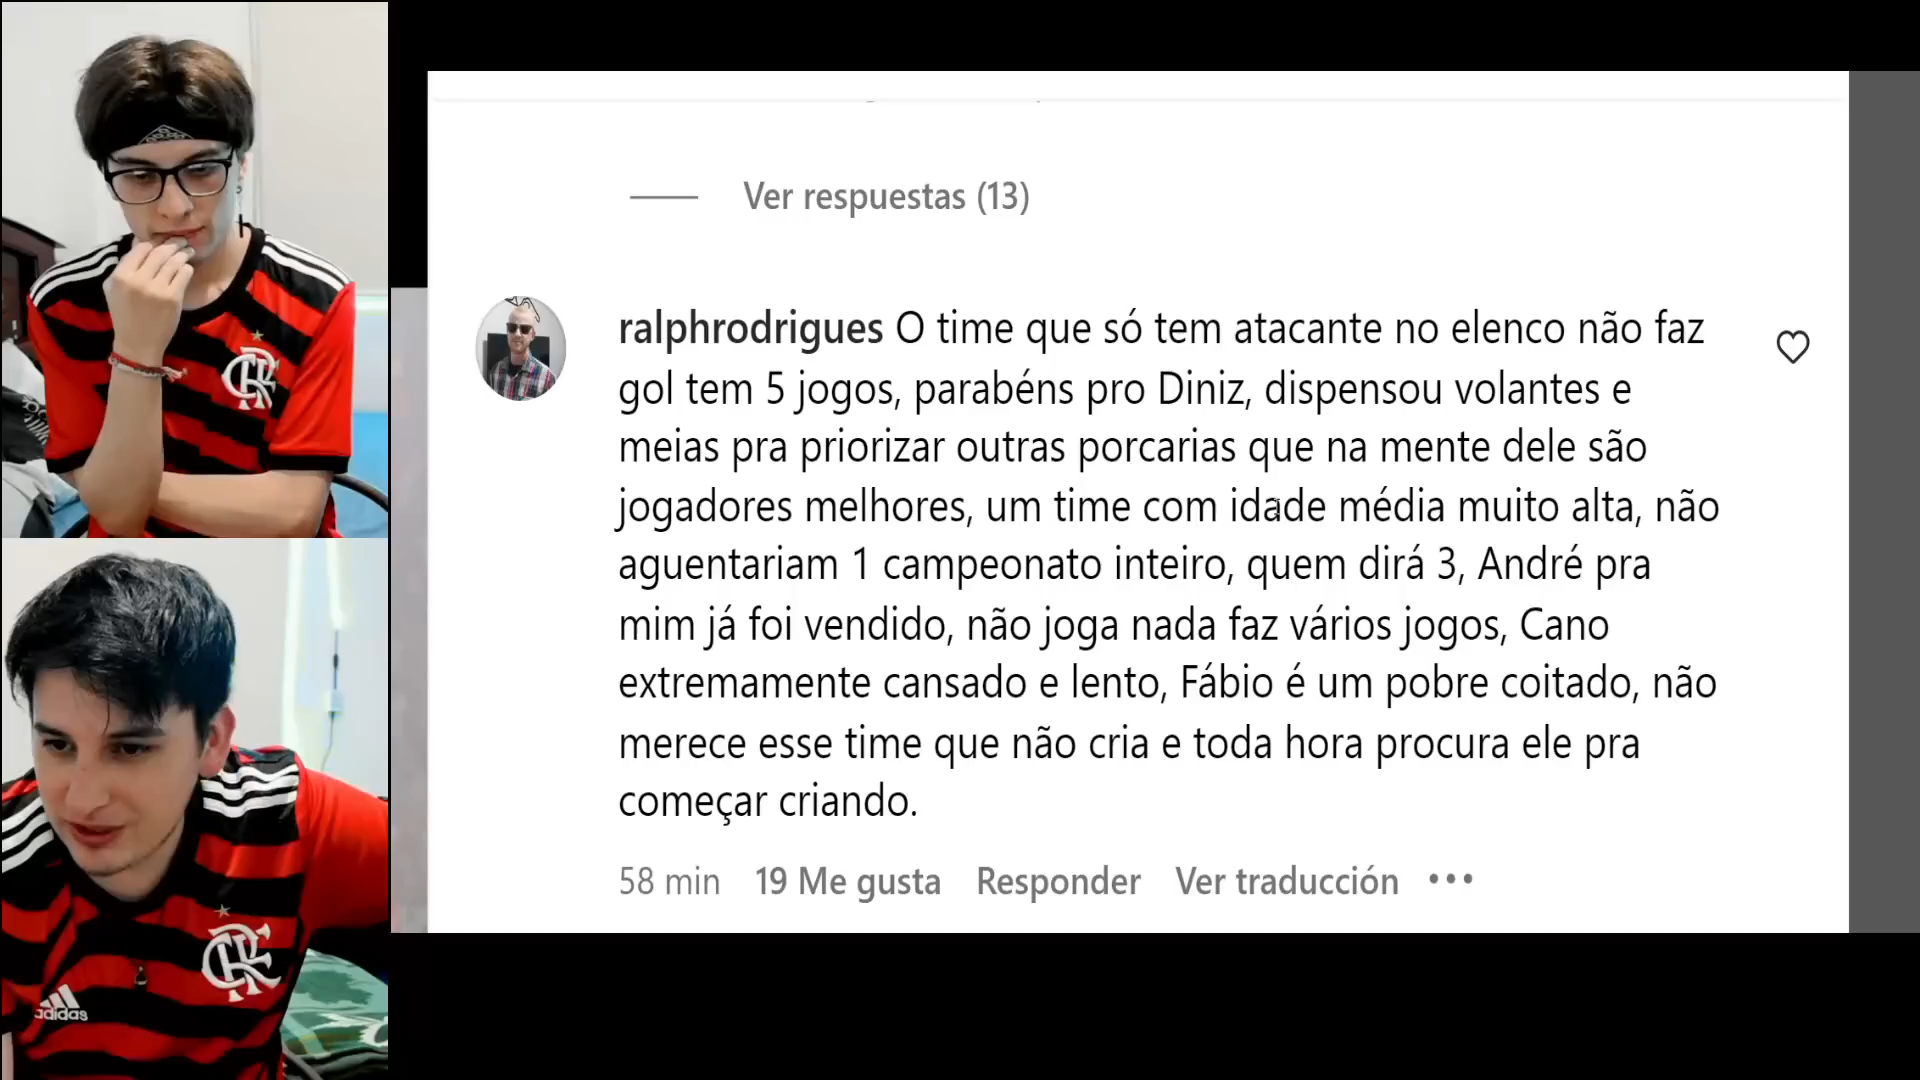 Ver respuestas (13)
ralphrodrigues O time que só tem atacante no elenco não faz
gol tem 5 jogos, parabéns pro Diniz, dispensou volantes e
meias pra priorizar outras porcarias que na mente dele são
jogadores melhores, um time com idade média muito alta, não
aguentariam 1 campeonato inteiro, quem dirá 3, André pra
mim já foi vendido, não joga nada faz vários jogos, Cano
extremamente cansado e lento, Fábio é um pobre coitado, não
merece esse time que não cria e toda hora procura ele pra
começar criando.
58 min 19 Me gusta Responder Ver traducción •••
adidas